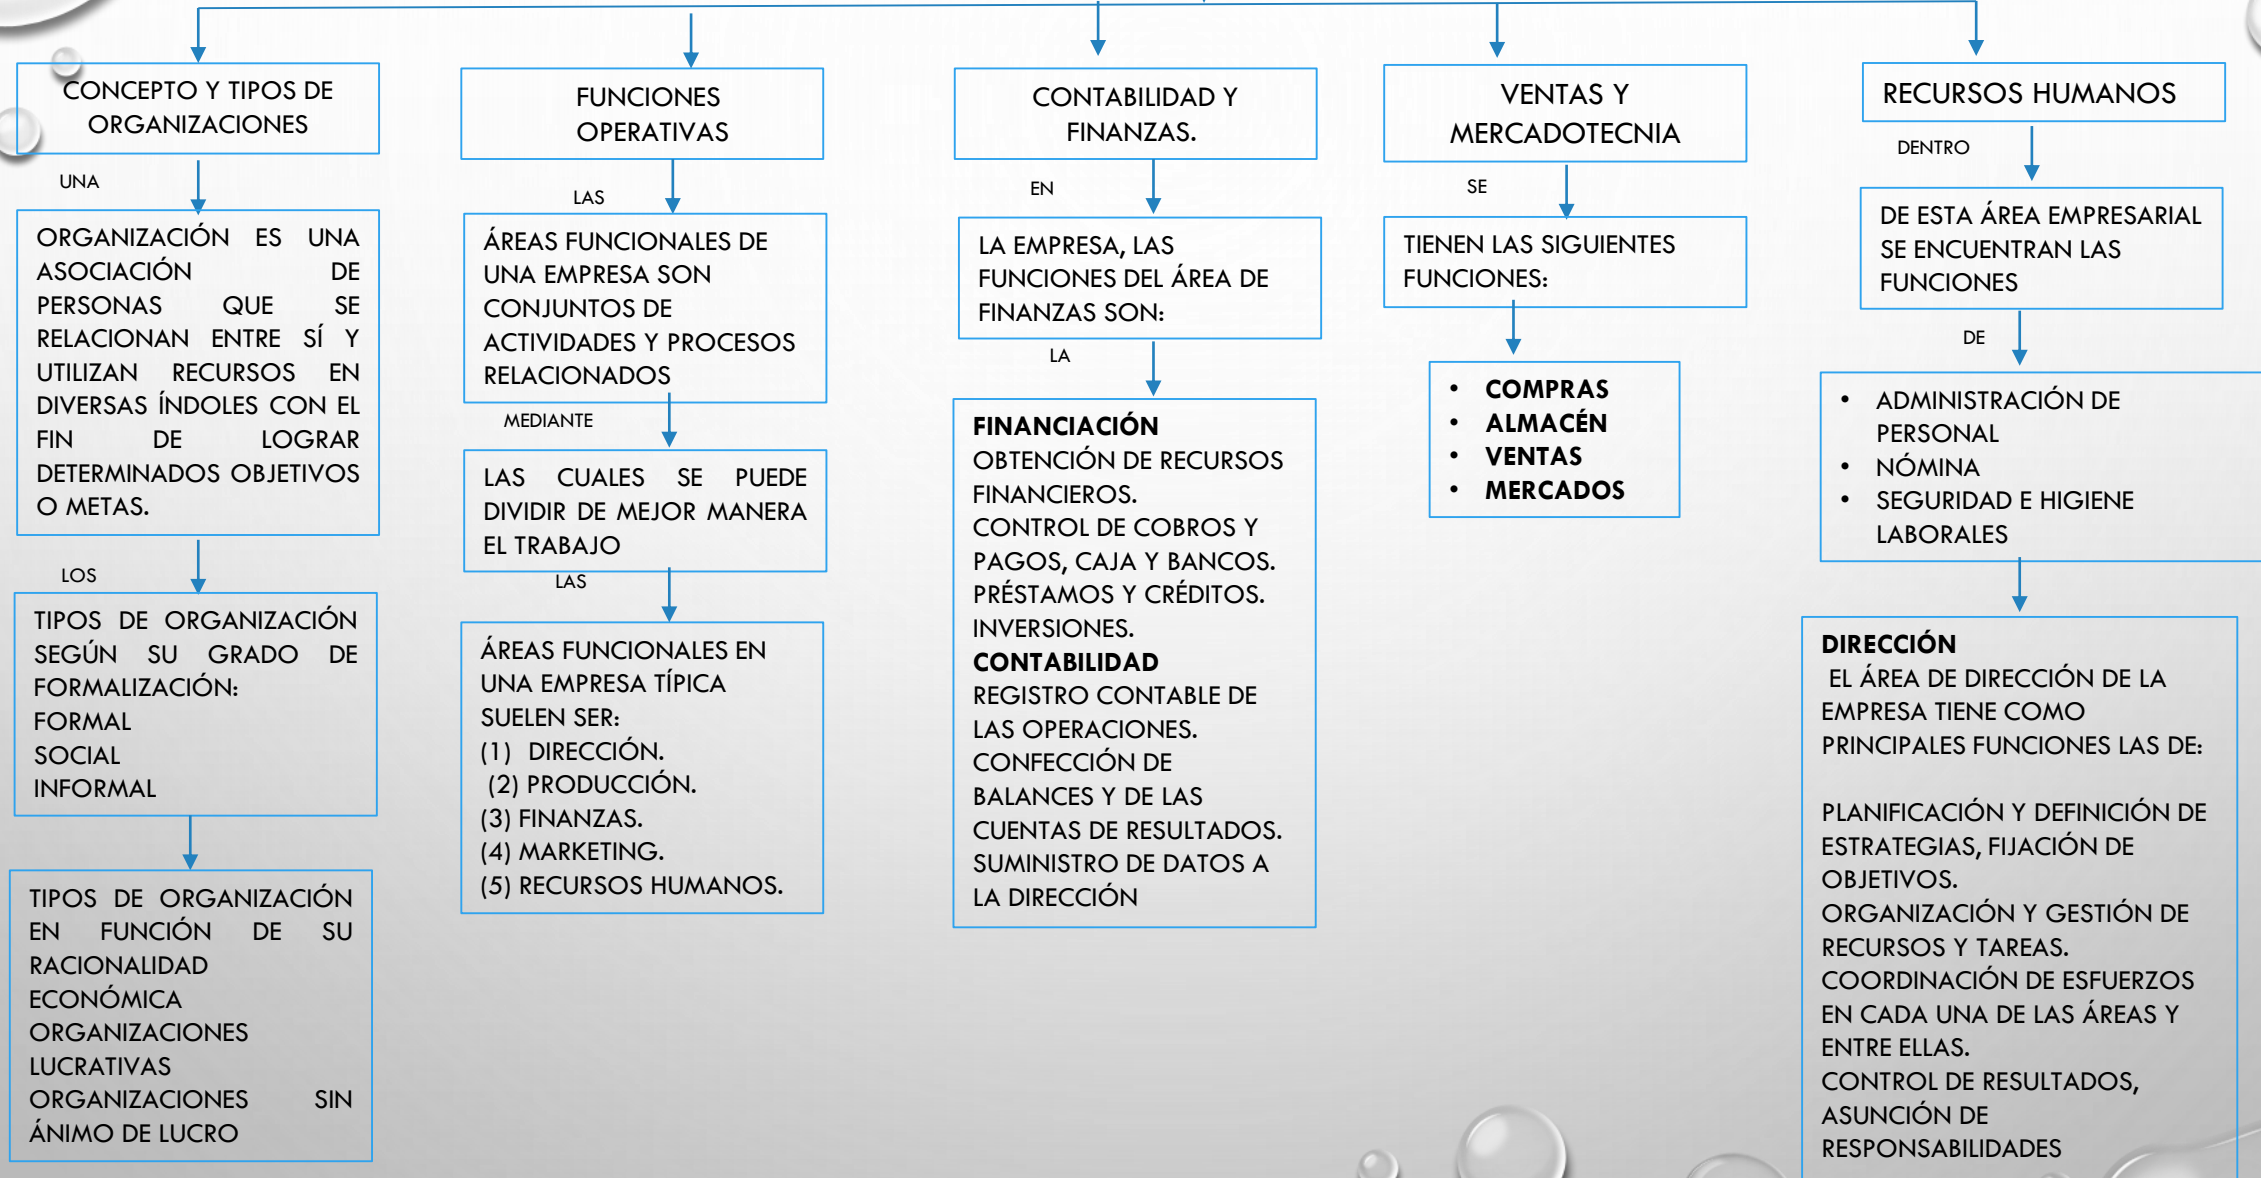 CONCEPTO Y TIPOS DE
ORGANIZACIONES
UNA
ORGANIZACIÓN ES UNA
ASOCIACIÓN DE
PERSONAS QUE SE
RELACIONAN ENTRE SÍ Y
UTILIZAN RECURSOS EN
DIVERSAS ÍNDOLES CON EL
FIN DE LOGRAR
DETERMINADOS OBJETIVOS
O METAS.
LOS
TIPOS DE ORGANIZACIÓN
SEGÚN SU GRADO DE
FORMALIZACIÓN:
FORMAL
SOCIAL
INFORMAL
TIPOS DE ORGANIZACIÓN
EN FUNCIÓN DE SU
RACIONALIDAD
ECONÓMICA
ORGANIZACIONES
LUCRATIVAS
ORGANIZACIONES SIN
ÁNIMO DE LUCRO
FUNCIONES
OPERATIVAS
LAS
ÁREAS FUNCIONALES DE
UNA EMPRESA SON
CONJUNTOS DE
ACTIVIDADES Y PROCESOS
RELACIONADOS
MEDIANTE
LAS CUALES SE PUEDE
DIVIDIR DE MEJOR MANERA
EL TRABAJO
LAS
ÁREAS FUNCIONALES EN
UNA EMPRESA TÍPICA
SUELEN SER:
(1) DIRECCIÓN.
(2) PRODUCCIÓN.
(3) FINANZAS.
(4) MARKETING.
(5) RECURSOS HUMANOS.
CONTABILIDAD Y
FINANZAS.
EN
LA EMPRESA, LAS
FUNCIONES DEL ÁREA DE
FINANZAS SON:
LA
FINANCIACIÓN
OBTENCIÓN DE RECURSOS
FINANCIEROS.
CONTROL DE COBROS Y
PAGOS, CAJA Y BANCOS.
PRÉSTAMOS Y CRÉDITOS.
INVERSIONES.
CONTABILIDAD
REGISTRO CONTABLE DE
LAS OPERACIONES.
CONFECCIÓN DE
BALANCES Y DE LAS
CUENTAS DE RESULTADOS.
SUMINISTRO DE DATOS A
LA DIRECCIÓN
VENTAS Y
MERCADOTECNIA
SE
TIENEN LAS SIGUIENTES
FUNCIONES:
• COMPRAS
• ALMACÉN
• VENTAS
• MERCADOS
RECURSOS HUMANOS
DENTRO
DE ESTA ÁREA EMPRESARIAL
SE ENCUENTRAN LAS
FUNCIONES
DE
• ADMINISTRACIÓN DE
PERSONAL
• NÓMINA
• SEGURIDAD E HIGIENE
LABORALES
DIRECCIÓN
EL ÁREA DE DIRECCIÓN DE LA
EMPRESA TIENE COMO
PRINCIPALES FUNCIONES LAS DE:
PLANIFICACIÓN Y DEFINICIÓN DE
ESTRATEGIAS, FIJACIÓN DE
OBJETIVOS.
ORGANIZACIÓN Y GESTIÓN DE
RECURSOS Y TAREAS.
COORDINACIÓN DE ESFUERZOS
EN CADA UNA DE LAS ÁREAS Y
ENTRE ELLAS.
CONTROL DE RESULTADOS,
ASUNCIÓN DE
RESPONSABILIDADES